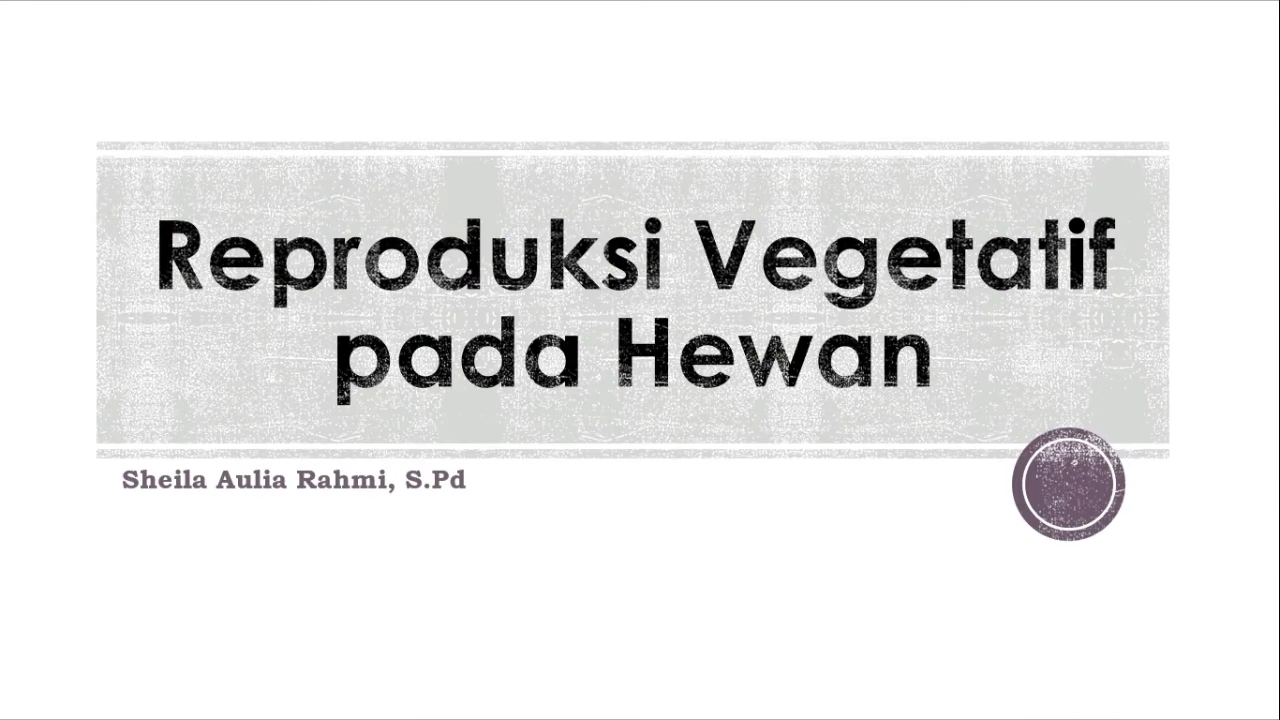 Reproduksi Vegetatif
pada Hewan
Sheila Aulia Rahmi, S.Pd